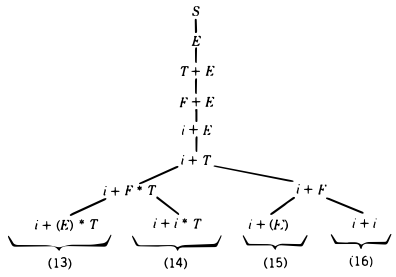 S
E
T + E
F + E
i + E
i + T
i + F * T i + F
i + (E) * T i + i * T i + (E) i + i
(13) (14) (15) (16)